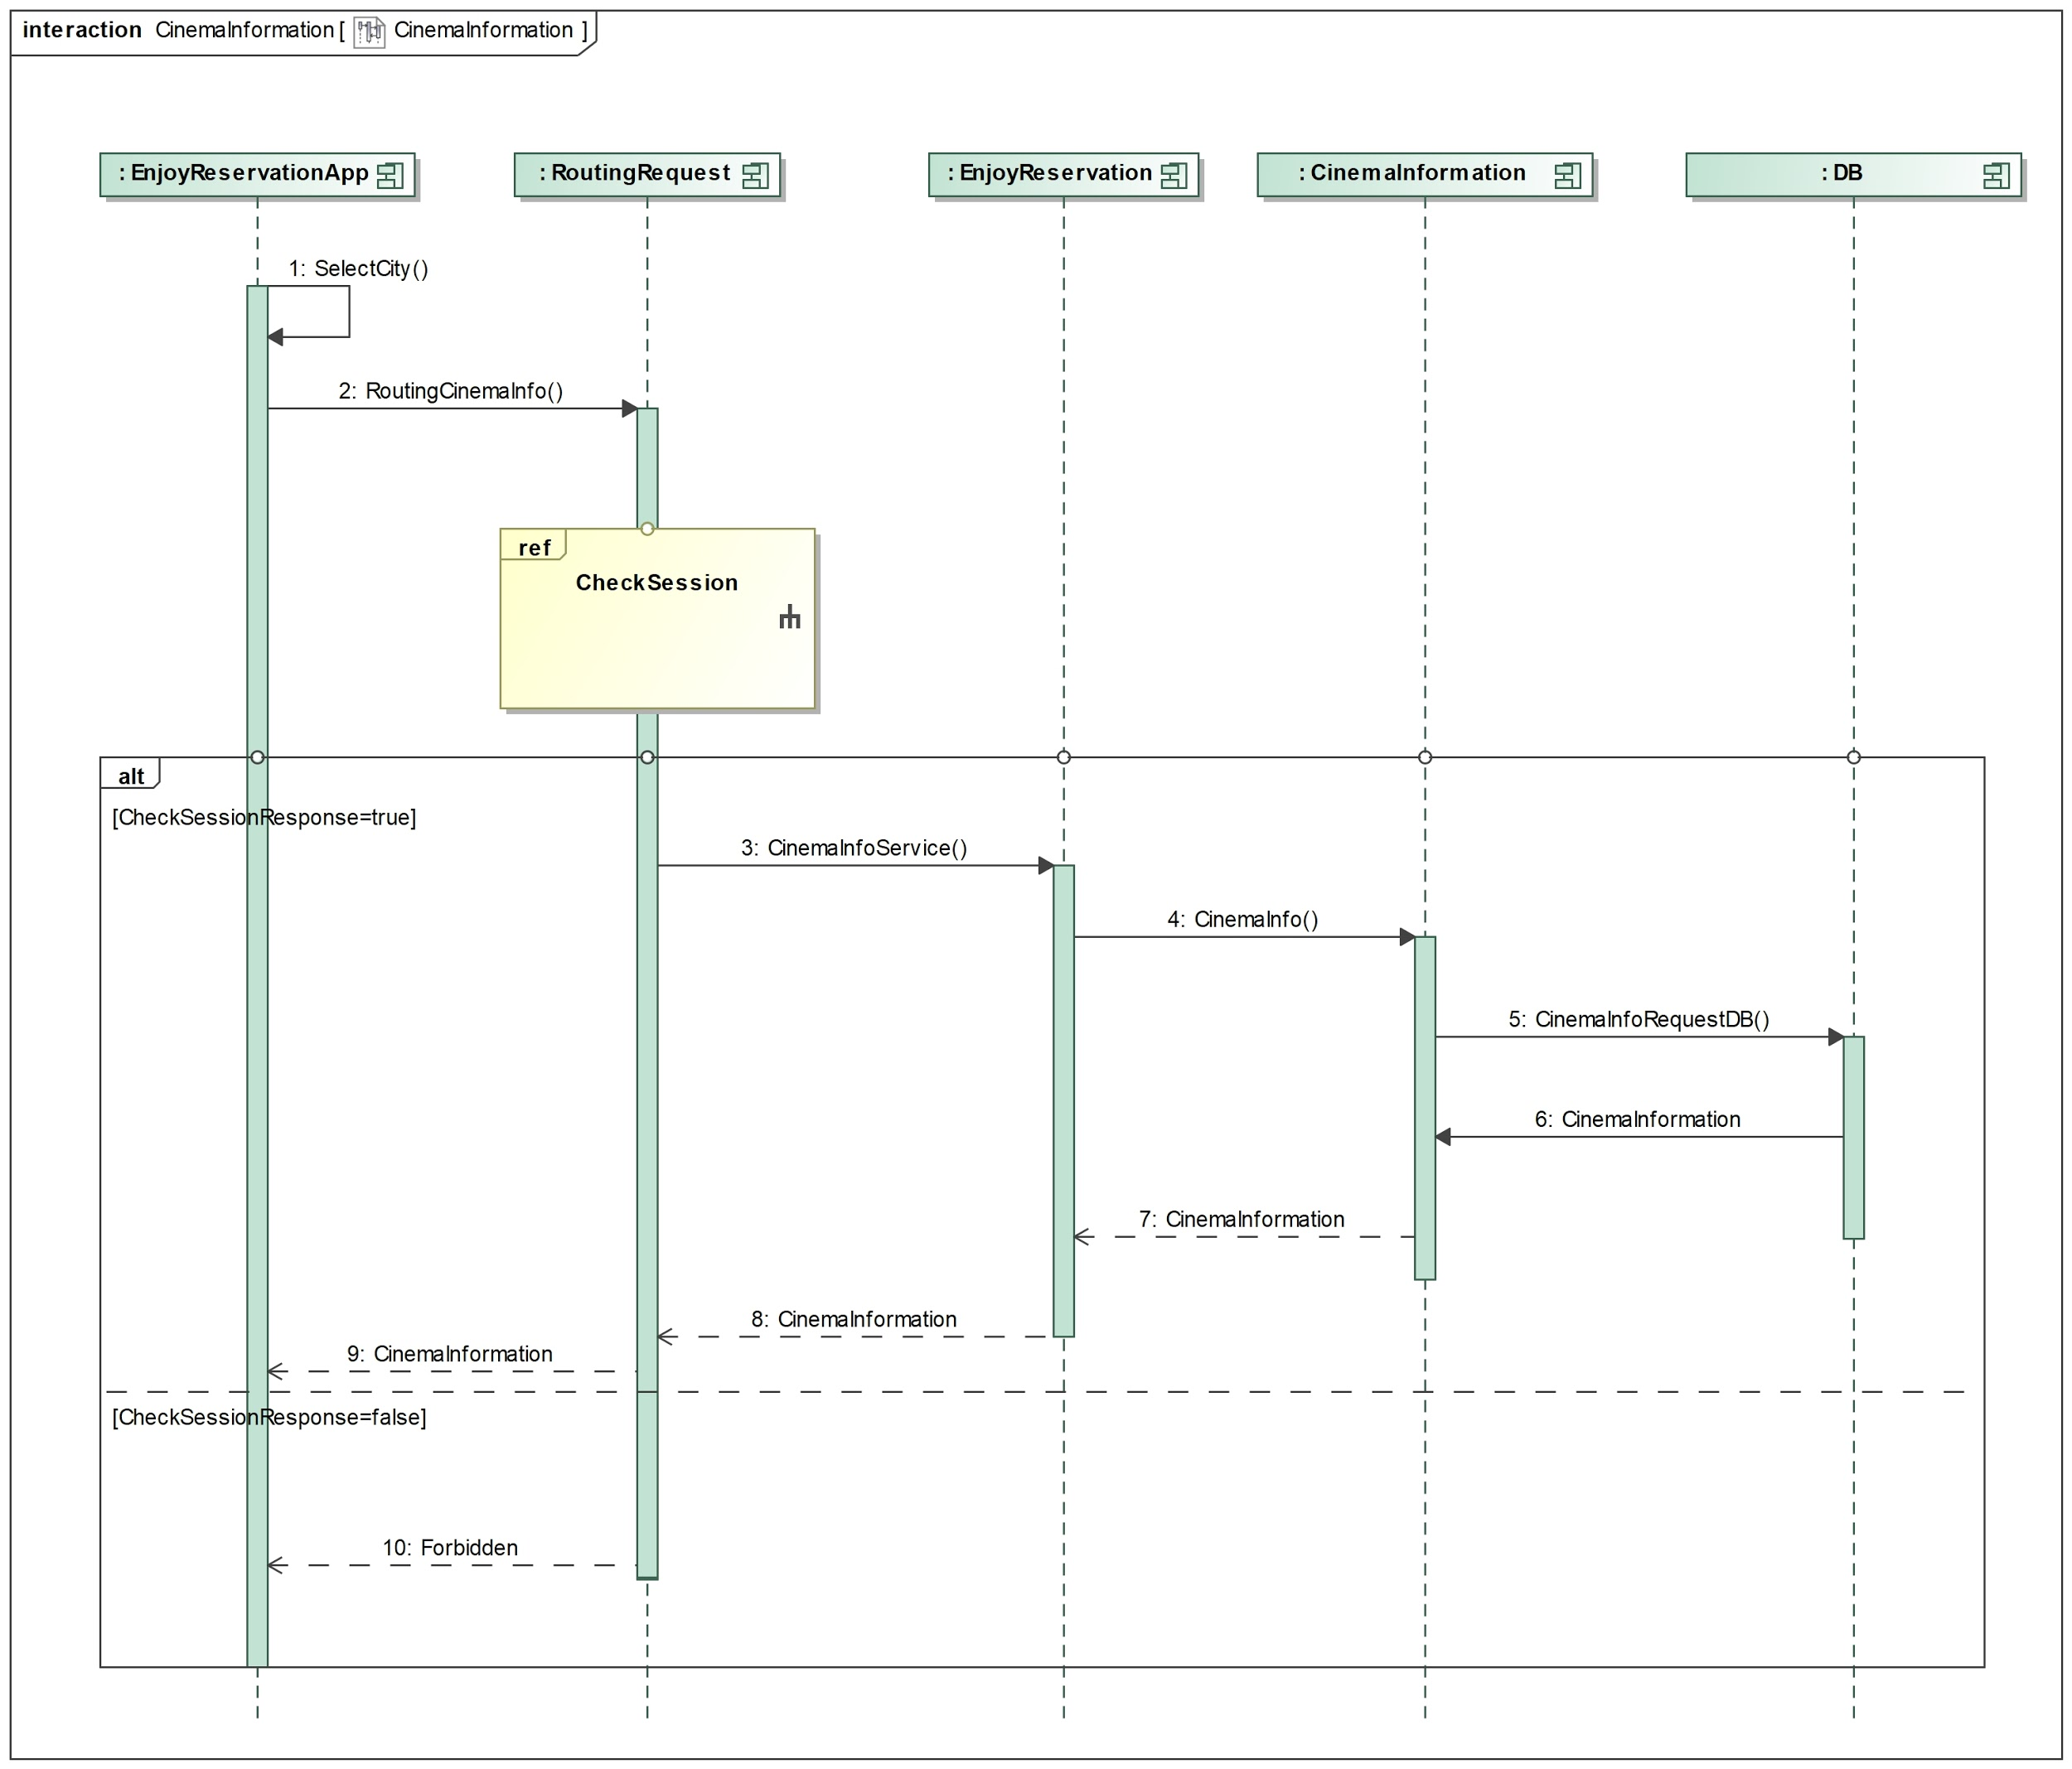 interaction CinemaInformation [ CinemaInformation ]
: EnjoyReservationApp
: RoutingRequest
: EnjoyReservation
: CinemaInformation
: DB
1: SelectCity()
2: RoutingCinemaInfo()
ref
CheckSession
alt
[CheckSessionResponse=true]
3: CinemaInfoService()
4: CinemaInfo()
5: CinemaInfoRequestDB()
6: CinemaInformation
7: CinemaInformation
8: CinemaInformation
9: CinemaInformation
[CheckSessionResponse=false]
10: Forbidden